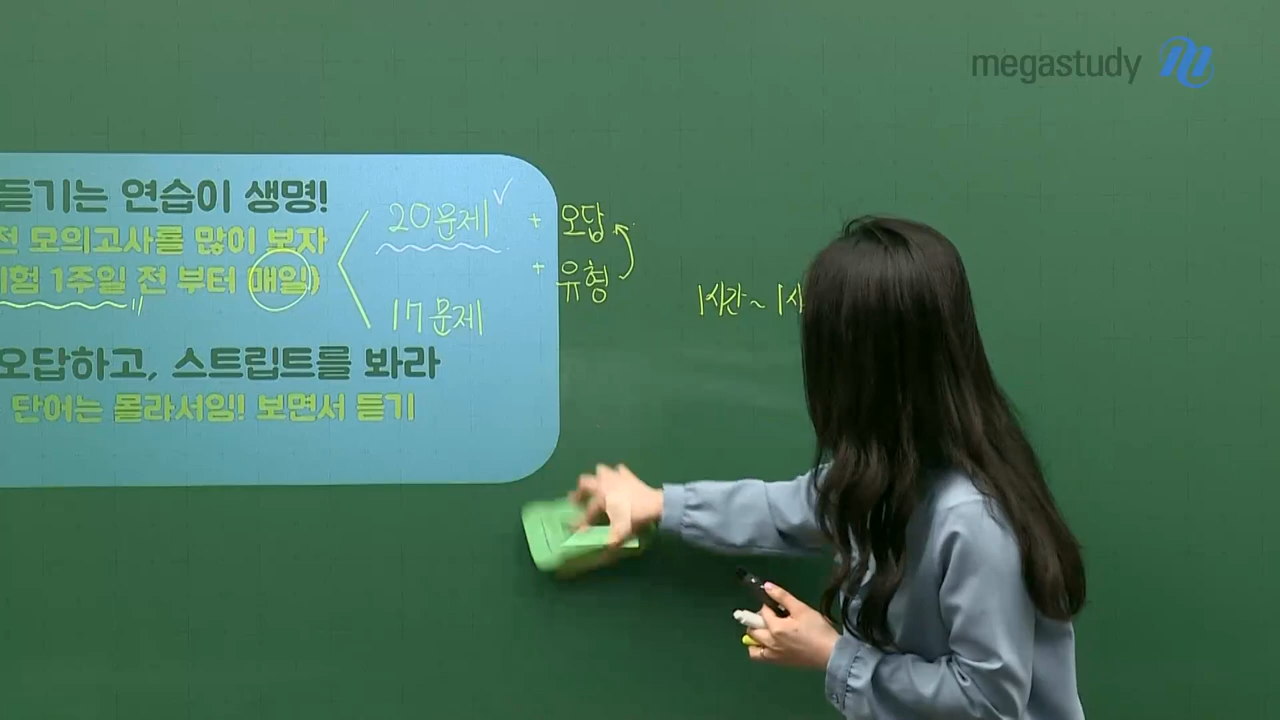 megastudy
듣기는 연습이 생명!
전 모의고사를 많이 보자
시험 1주일 전 부터 매일)
20문제 + 오답
+ 유형
17문제
1시간~1시
오답하고, 스트립트를 봐라
단어는 몰라서임! 보면서 듣기